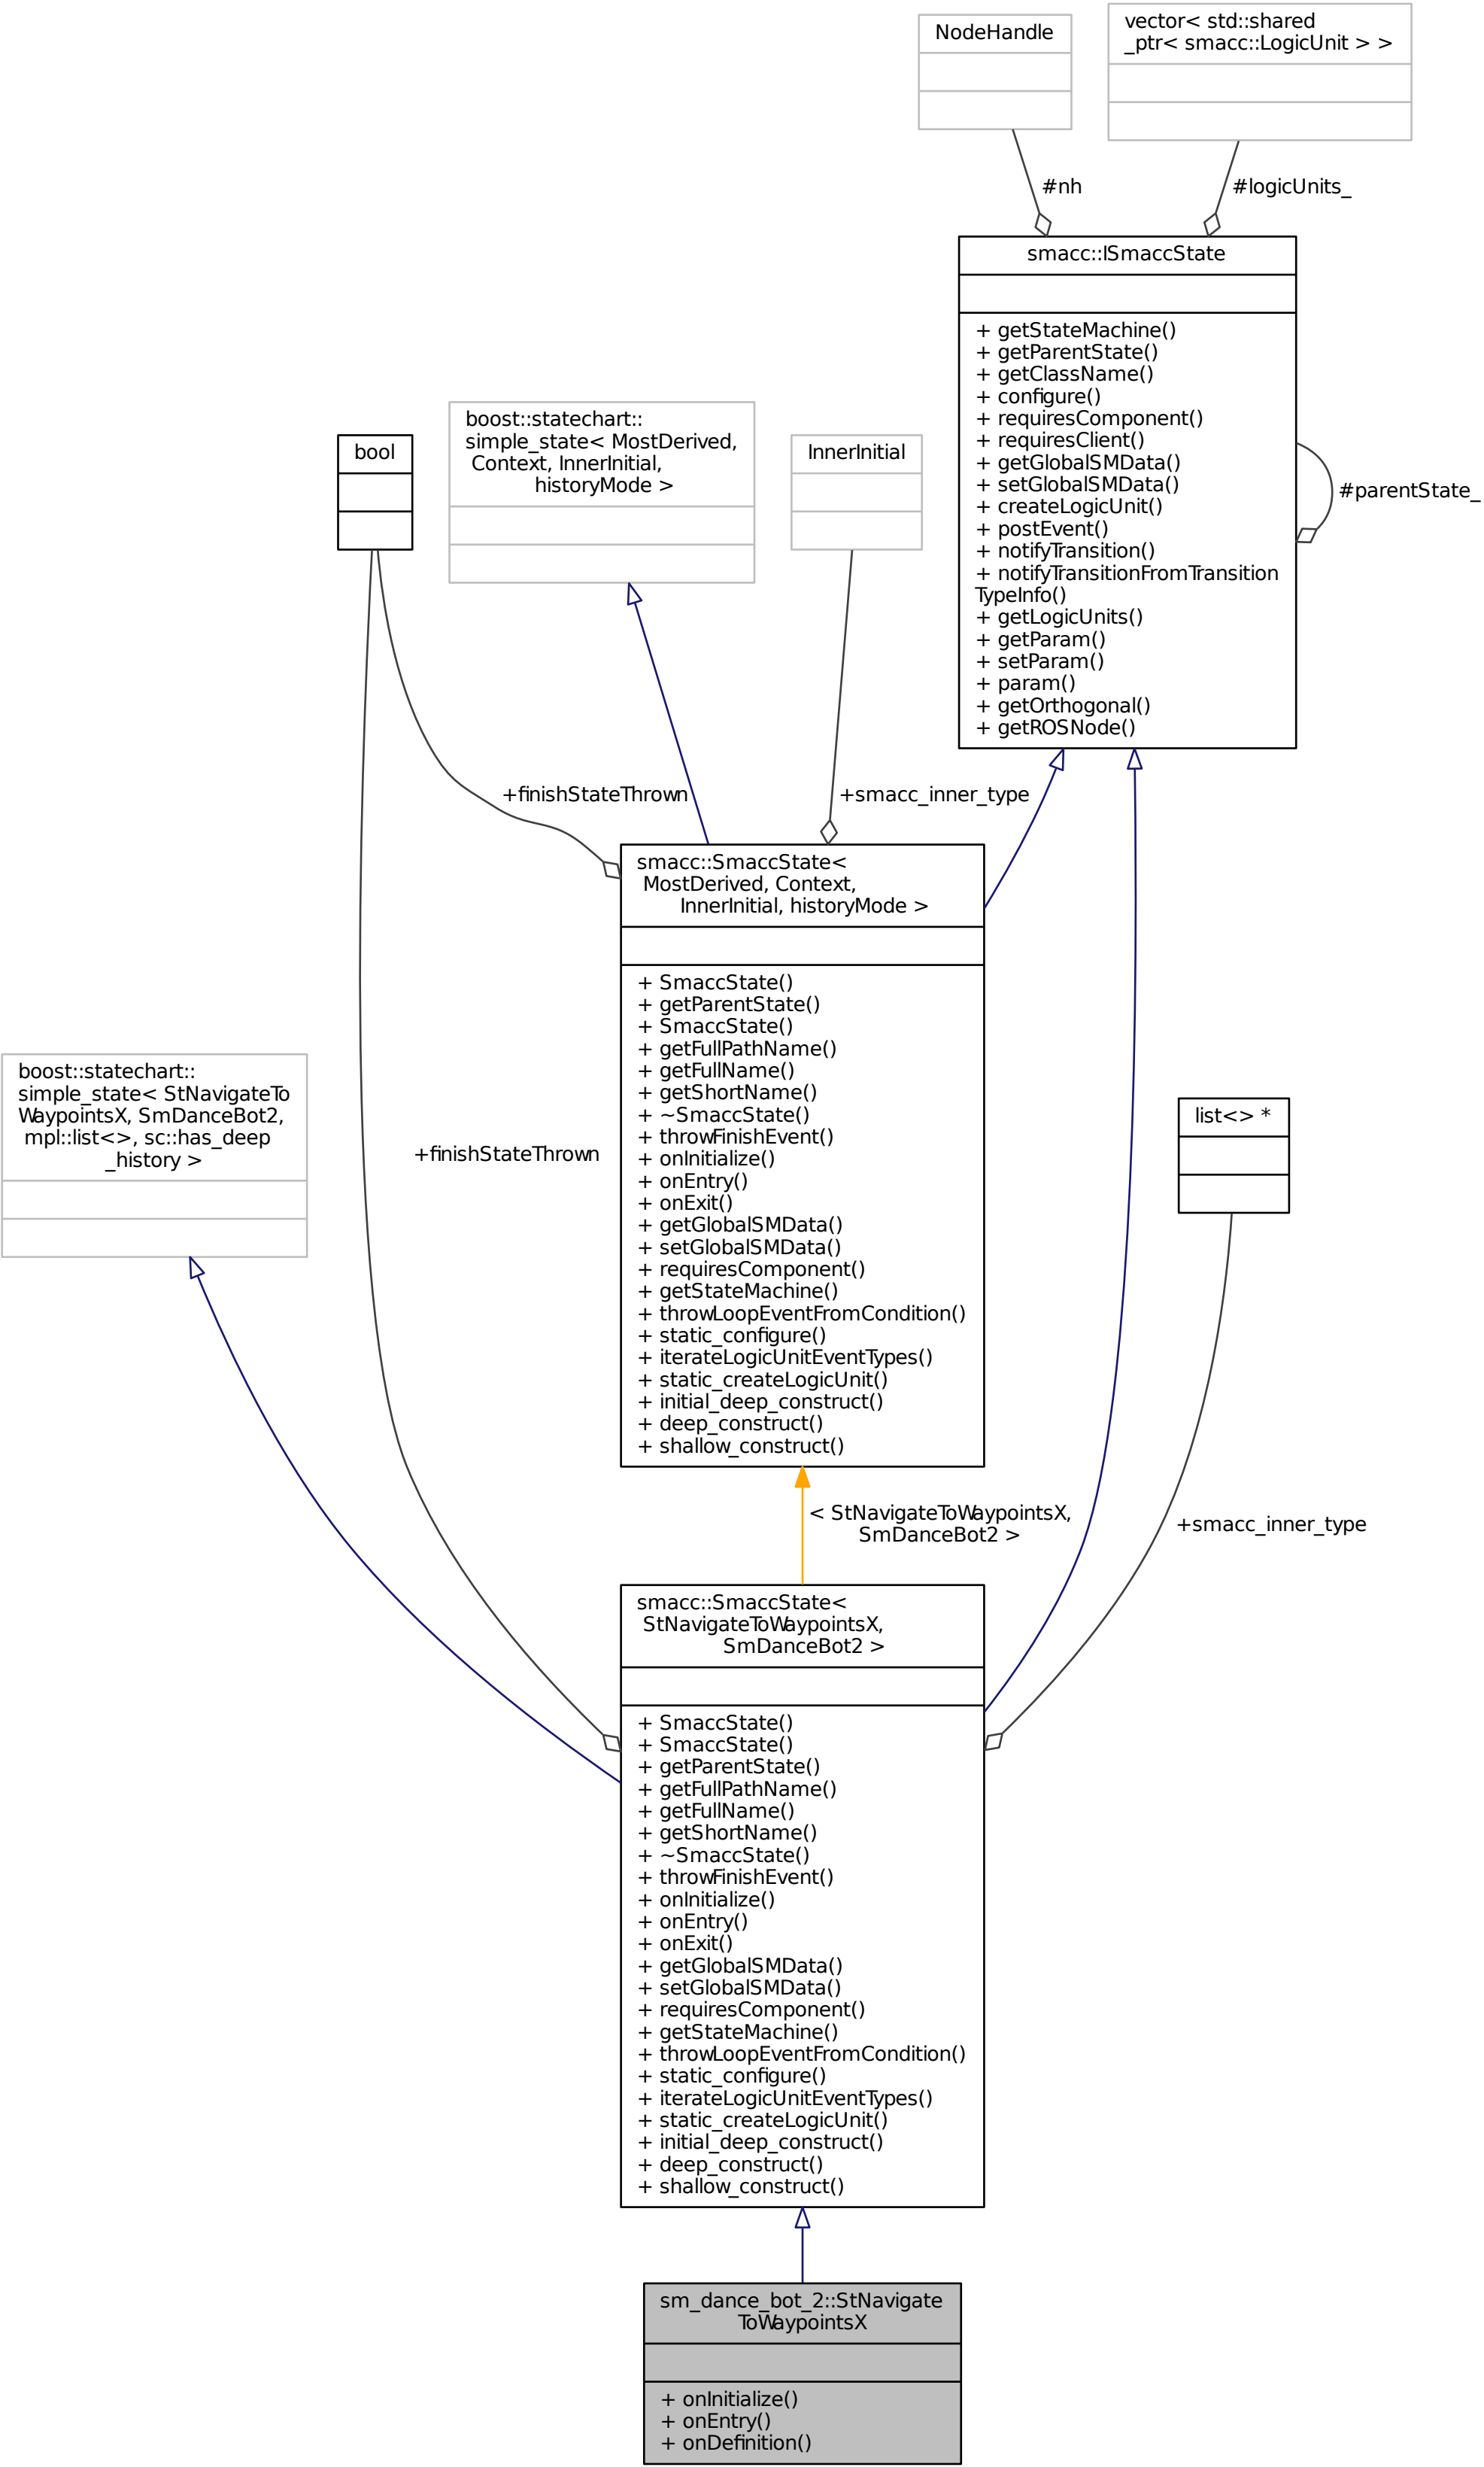 NodeHandle
vector< std::shared
_ptr< smacc::LogicUnit > >
#nh
#logicUnits_
smacc::ISmaccState
+ getStateMachine()
+ getParentState()
+ getClassName()
+ configure()
+ requiresComponent()
+ requiresClient()
+ getGlobalSMData()
+ setGlobalSMData()
+ createLogicUnit()
+ postEvent()
+ notifyTransition()
+ notifyTransitionFromTransition
TypeInfo()
+ getLogicUnits()
+ getParam()
+ setParam()
+ param()
+ getOrthogonal()
+ getROSNode()
#parentState_
bool
boost::statechart::
simple_state< MostDerived,
Context, InnerInitial,
historyMode >
InnerInitial
+finishStateThrown
+smacc_inner_type
smacc::SmaccState<
MostDerived, Context,
InnerInitial, historyMode >
+ SmaccState()
+ getParentState()
+ SmaccState()
+ getFullPathName()
+ getFullName()
+ getShortName()
+ ~SmaccState()
+ throwFinishEvent()
+ onInitialize()
+ onEntry()
+ onExit()
+ getGlobalSMData()
+ setGlobalSMData()
+ requiresComponent()
+ getStateMachine()
+ throwLoopEventFromCondition()
+ static_configure()
+ iterateLogicUnitEventTypes()
+ static_createLogicUnit()
+ initial_deep_construct()
+ deep_construct()
+ shallow_construct()
boost::statechart::
simple_state< StNavigateTo
WaypointsX, SmDanceBot2,
mpl::list<>, sc::has_deep
_history >
+finishStateThrown
list<> *
< StNavigateToWaypointsX,
SmDanceBot2 >
+smacc_inner_type
smacc::SmaccState<
StNavigateToWaypointsX,
SmDanceBot2 >
+ SmaccState()
+ SmaccState()
+ getParentState()
+ getFullPathName()
+ getFullName()
+ getShortName()
+ ~SmaccState()
+ throwFinishEvent()
+ onInitialize()
+ onEntry()
+ onExit()
+ getGlobalSMData()
+ setGlobalSMData()
+ requiresComponent()
+ getStateMachine()
+ throwLoopEventFromCondition()
+ static_configure()
+ iterateLogicUnitEventTypes()
+ static_createLogicUnit()
+ initial_deep_construct()
+ deep_construct()
+ shallow_construct()
sm_dance_bot_2::StNavigate
ToWaypointsX
+ onInitialize()
+ onEntry()
+ onDefinition()